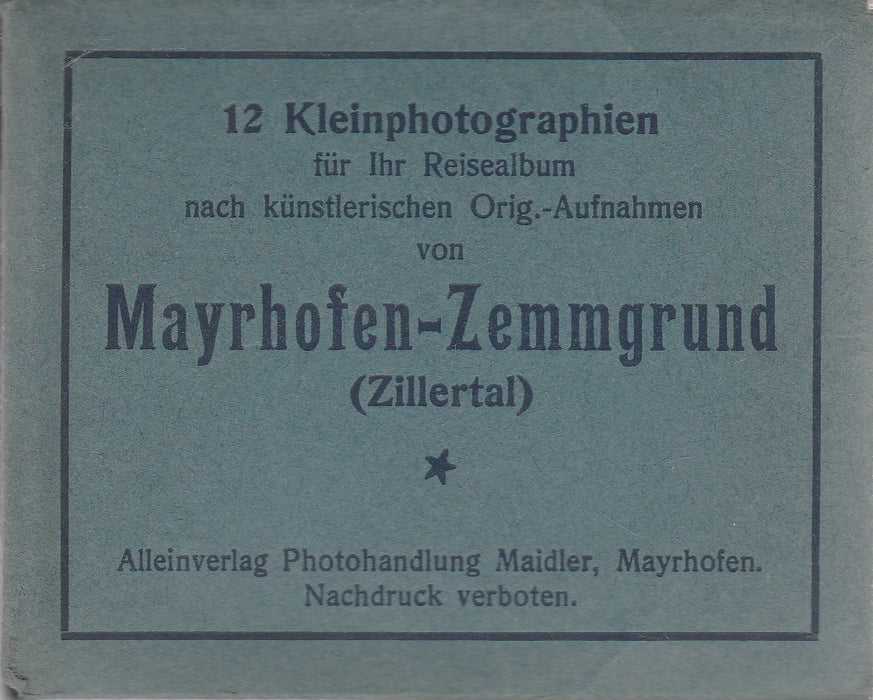 12 Kleinphotographien
für Ihr Reisealbum
nach künstlerischen Orig.-Aufnahmen
von
Mayrhofen-Zemmgrund
(Zillertal)
Alleinverlag Photohandlung Maidler, Mayrhofen.
Nachdruck verboten.